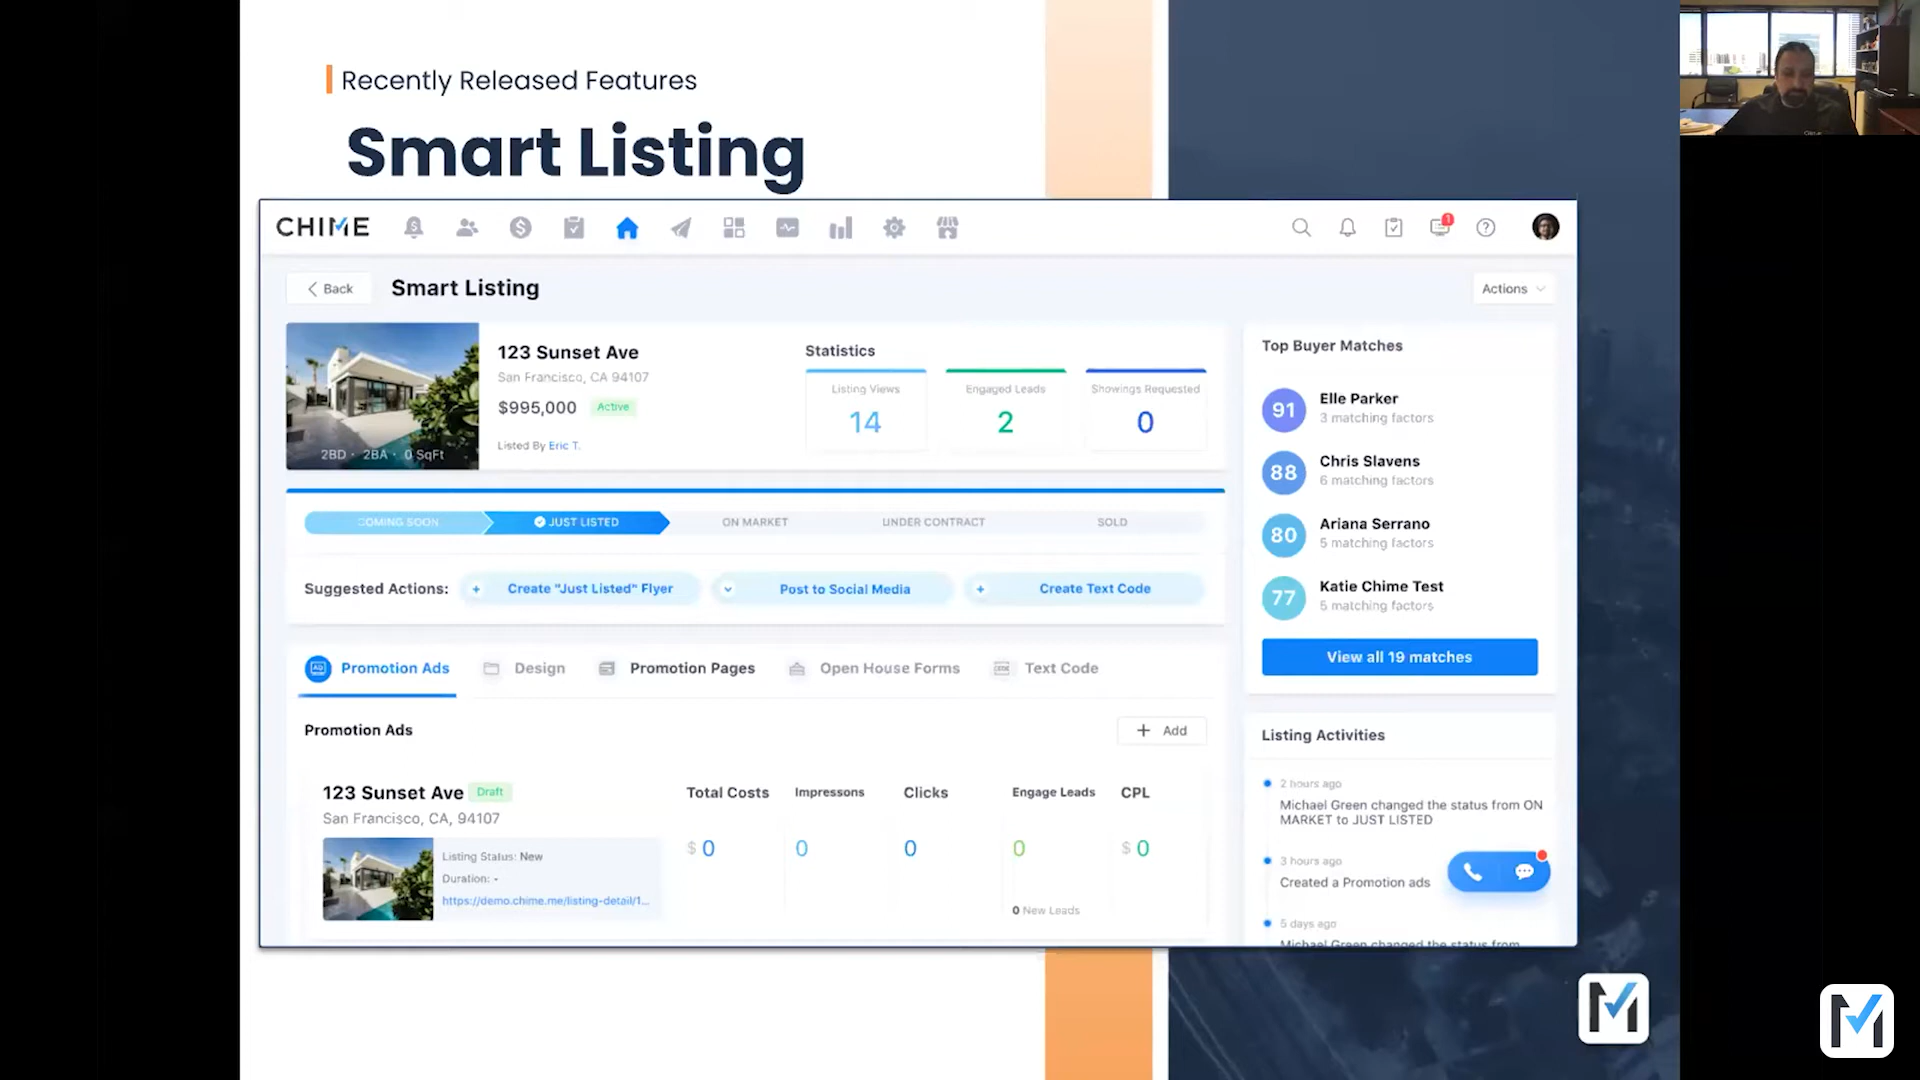 Recently Released Features
Smart Listing
CHIME
1
Back
Smart Listing
Actions
2BD · 2BA · 0 SqFt
123 Sunset Ave
San Francisco, CA 94107
$995,000
Active
Listed By Eric T.
Statistics
Listing Views
14
Engaged Leads
2
Showings Requested
0
COMING SOON
JUST LISTED
ON MARKET
UNDER CONTRACT
SOLD
Suggested Actions:
+ Create "Just Listed" Flyer
Post to Social Media
+ Create Text Code
Promotion Ads
Design
Promotion Pages
Open House Forms
Text Code
Promotion Ads
+ Add
123 Sunset Ave Draft
San Francisco, CA, 94107
Listing Status: New
Duration: -
https://demo.chime.me/listing-detail/1...
Total Costs
$ 0
Impressons
0
Clicks
0
Engage Leads
0
0 New Leads
CPL
$ 0
Top Buyer Matches
91
Elle Parker
3 matching factors
88
Chris Slavens
6 matching factors
80
Ariana Serrano
5 matching factors
77
Katie Chime Test
5 matching factors
View all 19 matches
Listing Activities
2 hours ago
Michael Green changed the status from ON
MARKET to JUST LISTED
3 hours ago
Created a Promotion ads
5 days ago
Michael Green changed the status from